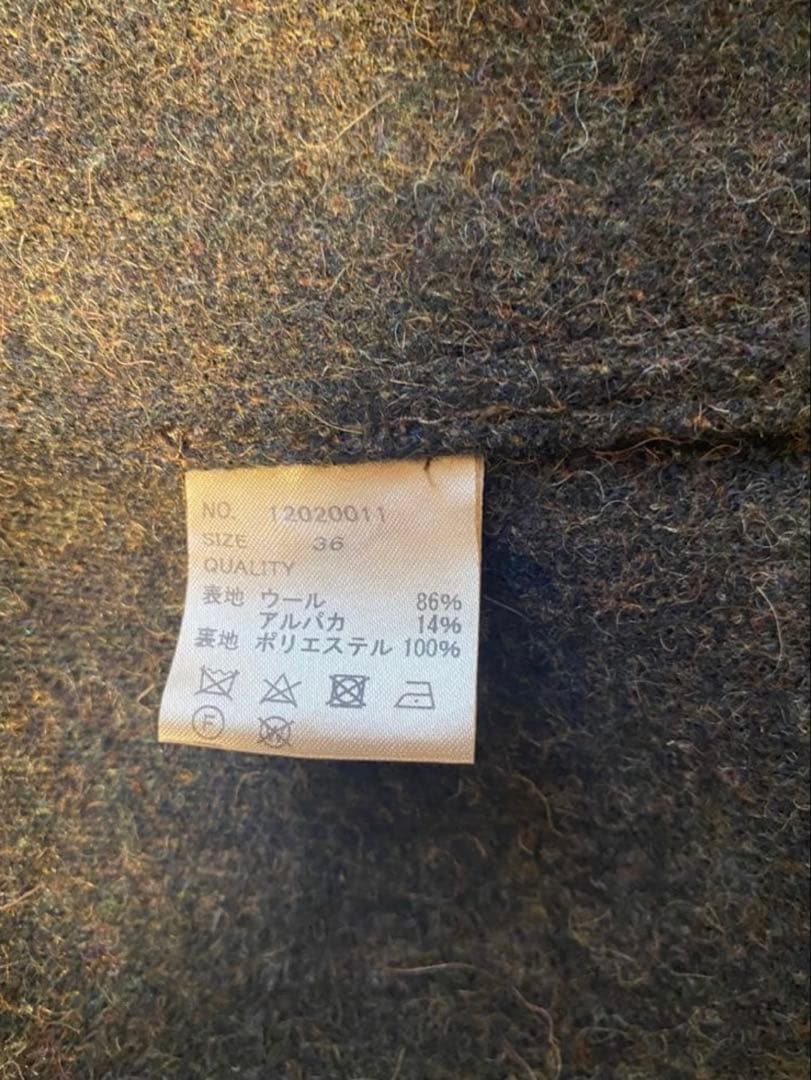 NO. 12020011
SIZE 36
QUALITY
表地 ウール 86%
アルパカ 14%
裏地 ポリエステル 100%
F W